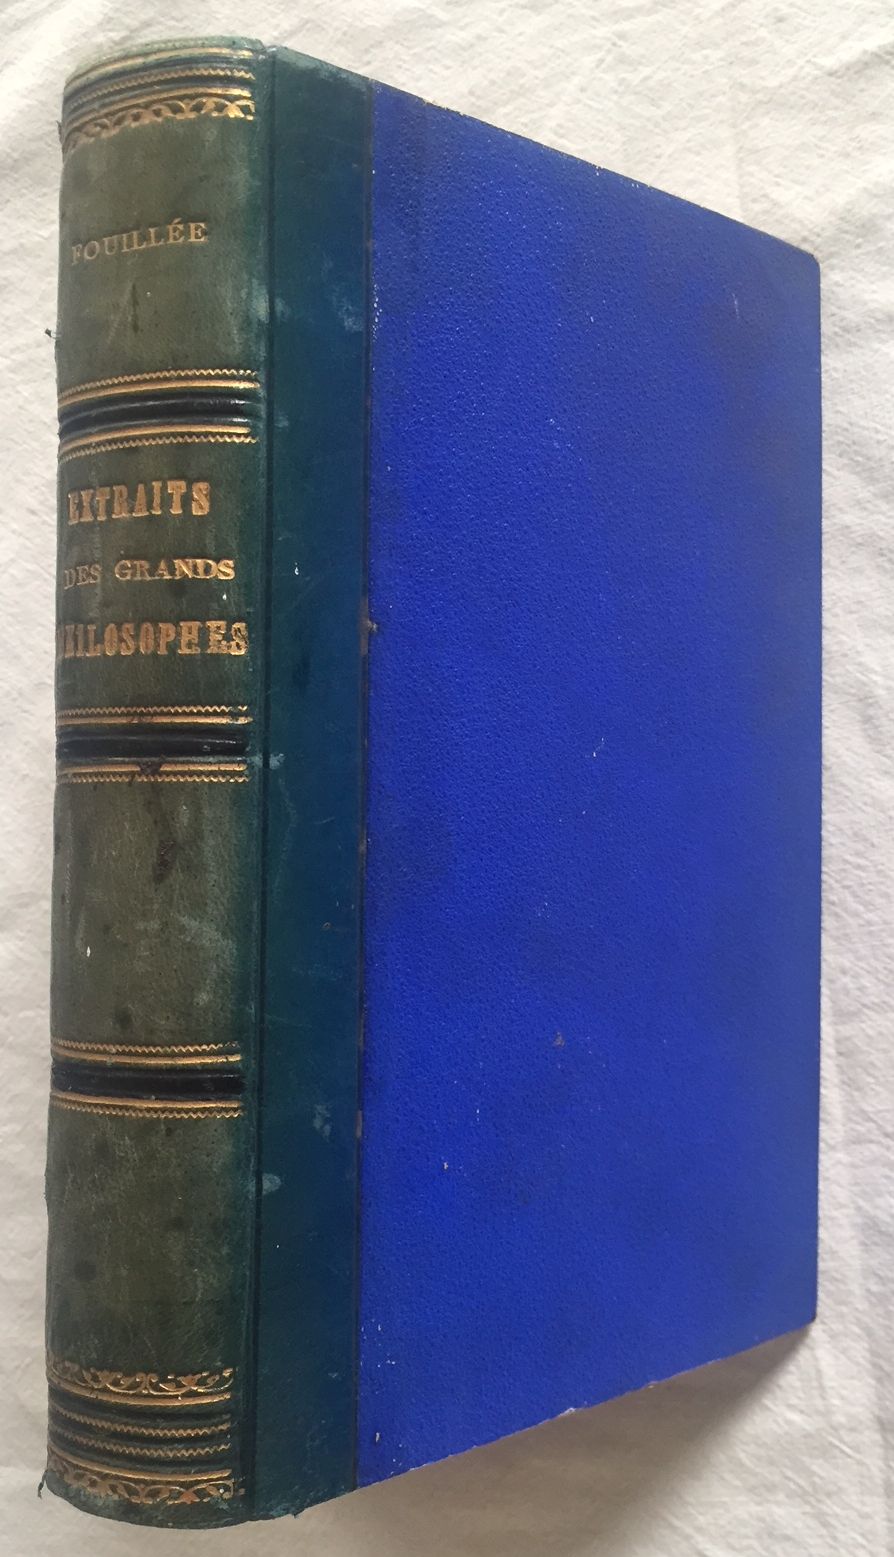 FOUILLÉE
EXTRAITS
DES GRANDS
PHILOSOPHES